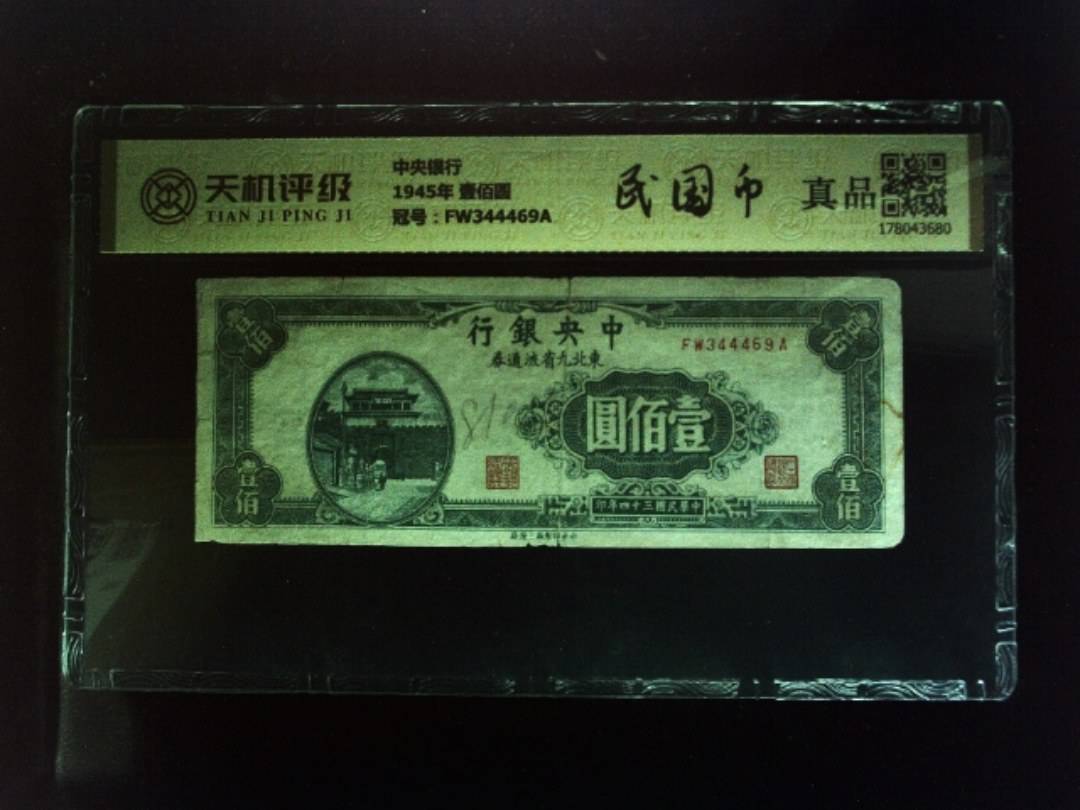 天机评级
TIAN JI PING JI
中央银行
1945年 壹佰圆
冠号：FW344469A
民国币
真品
178043680
行銀央中
券通流省九北東
FW344469A
壹佰
壹佰
圓佰壹
壹佰
壹佰
印年四十三國民華中